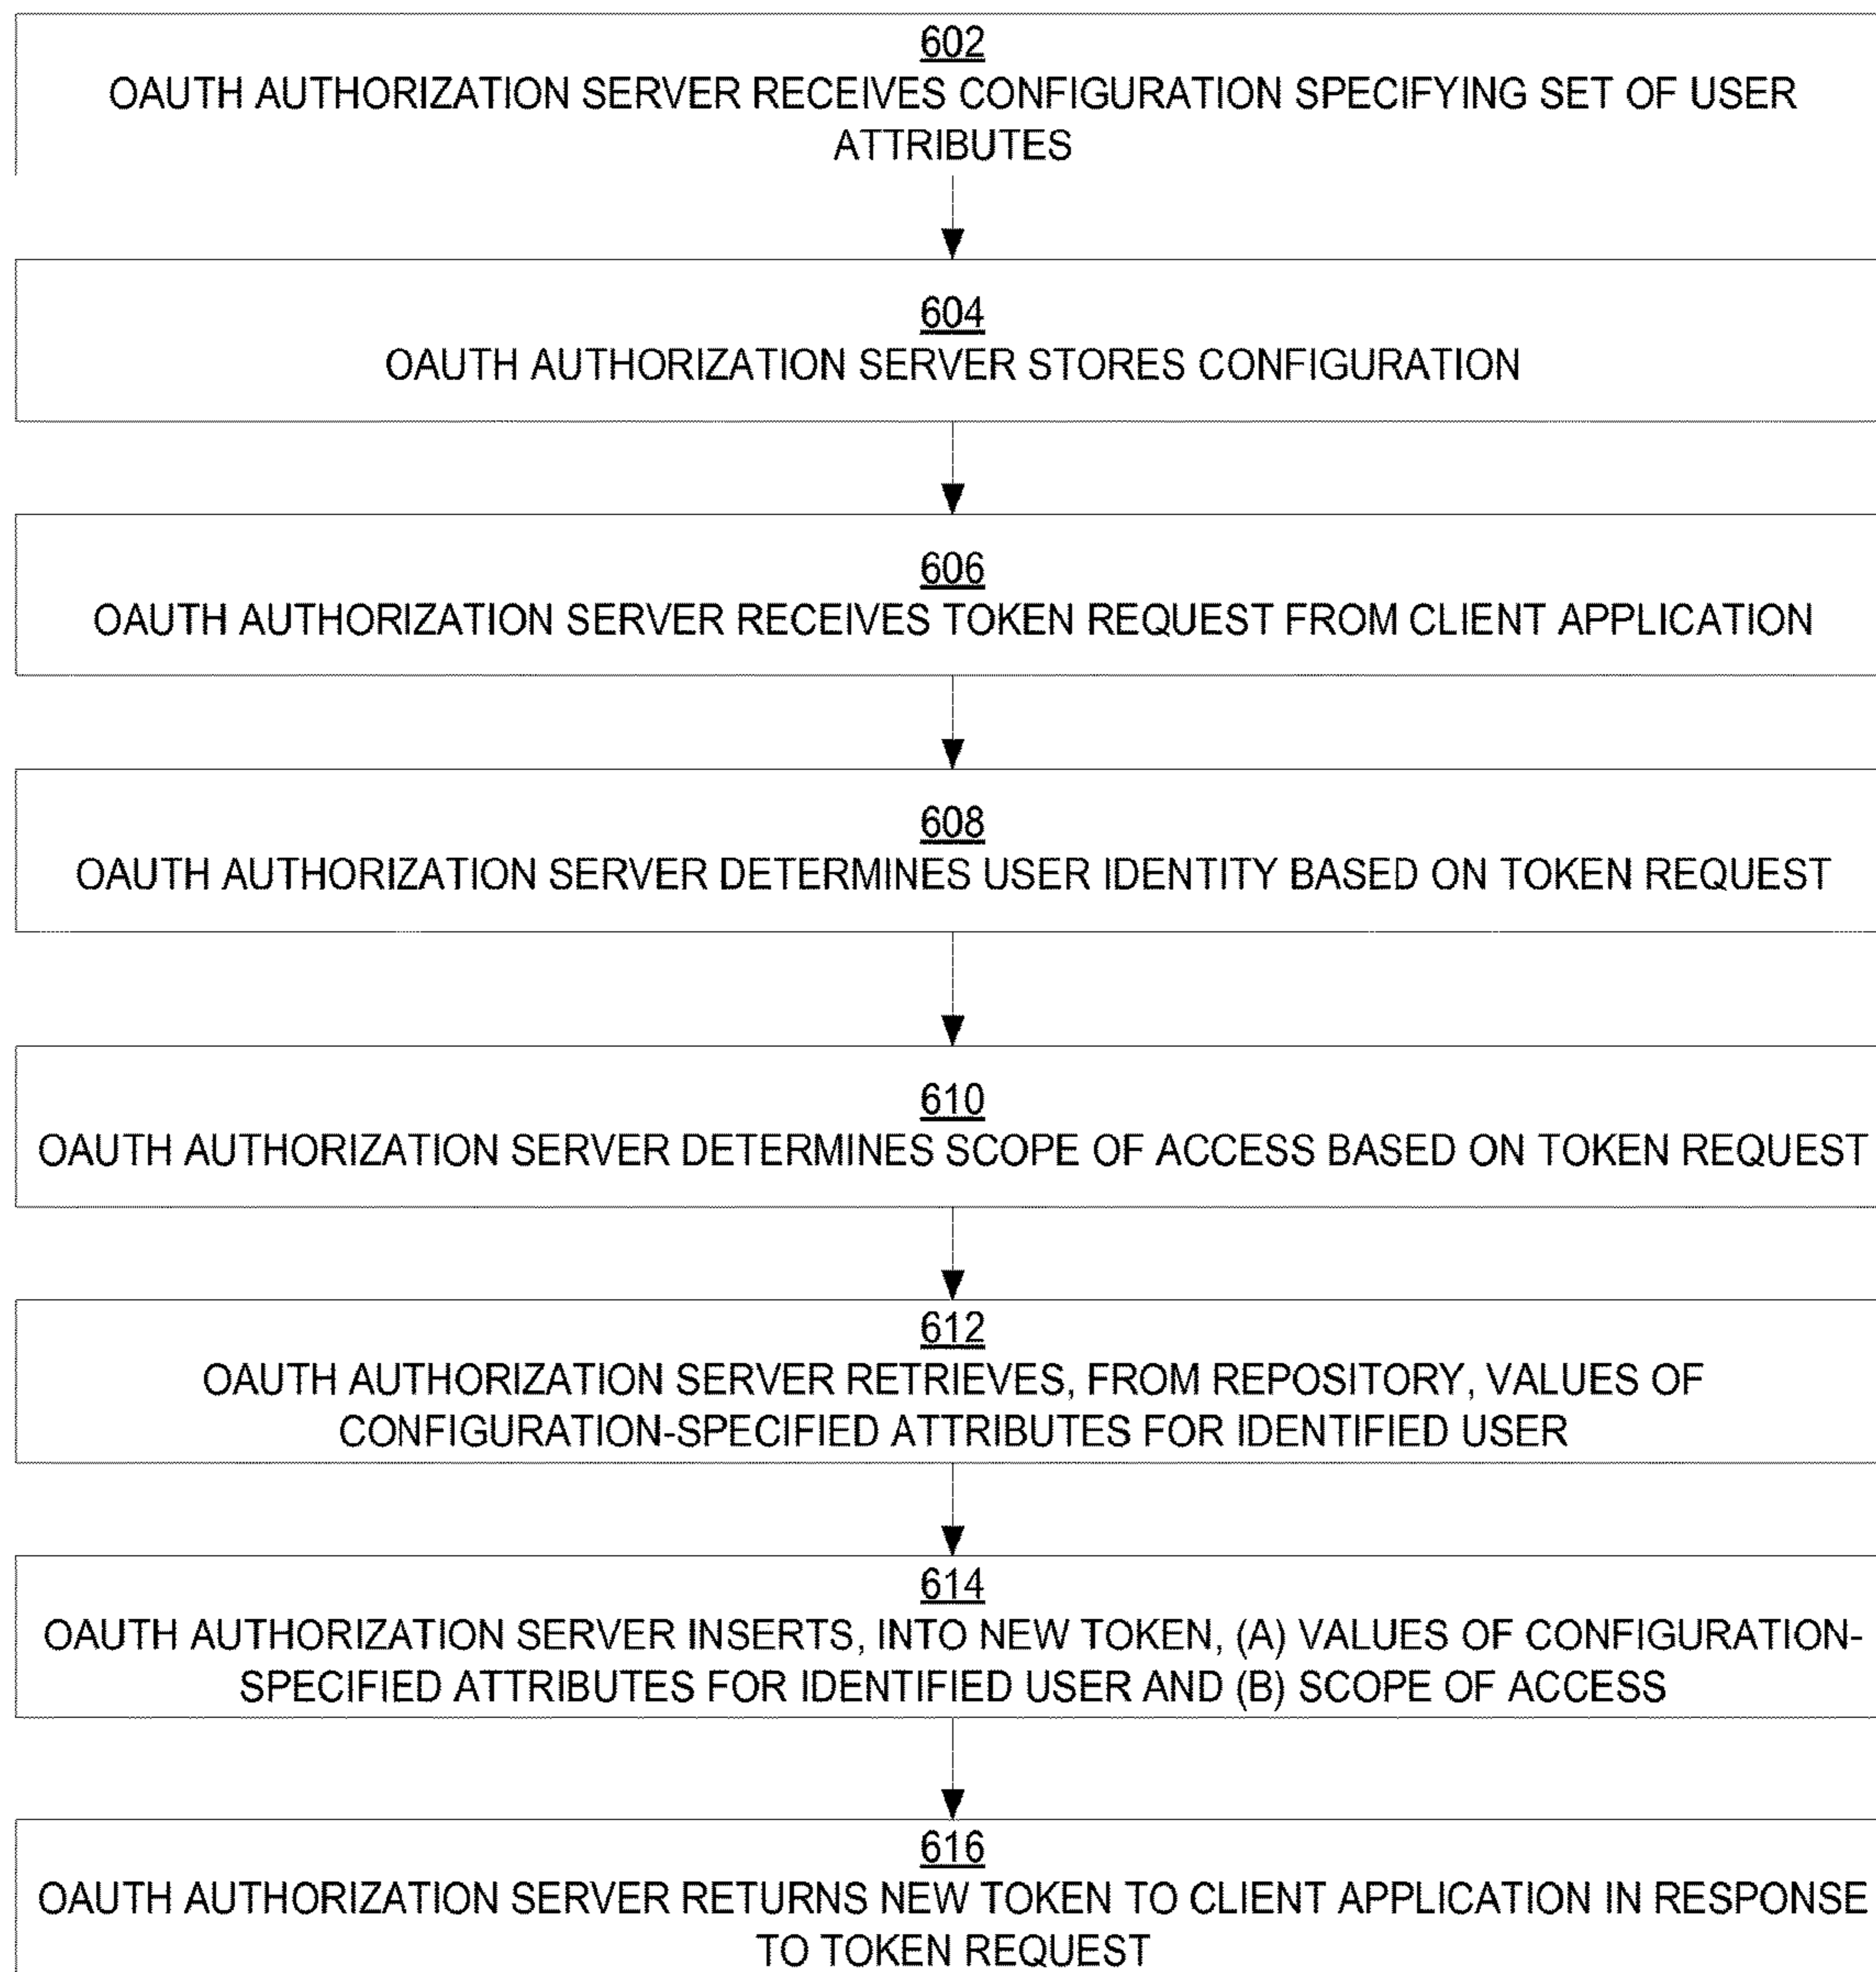 602
OAUTH AUTHORIZATION SERVER RECEIVES CONFIGURATION SPECIFYING SET OF USER
ATTRIBUTES
604
OAUTH AUTHORIZATION SERVER STORES CONFIGURATION
606
OAUTH AUTHORIZATION SERVER RECEIVES TOKEN REQUEST FROM CLIENT APPLICATION
608
OAUTH AUTHORIZATION SERVER DETERMINES USER IDENTITY BASED ON TOKEN REQUEST
610
OAUTH AUTHORIZATION SERVER DETERMINES SCOPE OF ACCESS BASED ON TOKEN REQUEST
612
OAUTH AUTHORIZATION SERVER RETRIEVES, FROM REPOSITORY, VALUES OF
CONFIGURATION-SPECIFIED ATTRIBUTES FOR IDENTIFIED USER
614
OAUTH AUTHORIZATION SERVER INSERTS, INTO NEW TOKEN, (A) VALUES OF CONFIGURATION-
SPECIFIED ATTRIBUTES FOR IDENTIFIED USER AND (B) SCOPE OF ACCESS
616
OAUTH AUTHORIZATION SERVER RETURNS NEW TOKEN TO CLIENT APPLICATION IN RESPONSE
TO TOKEN REQUEST